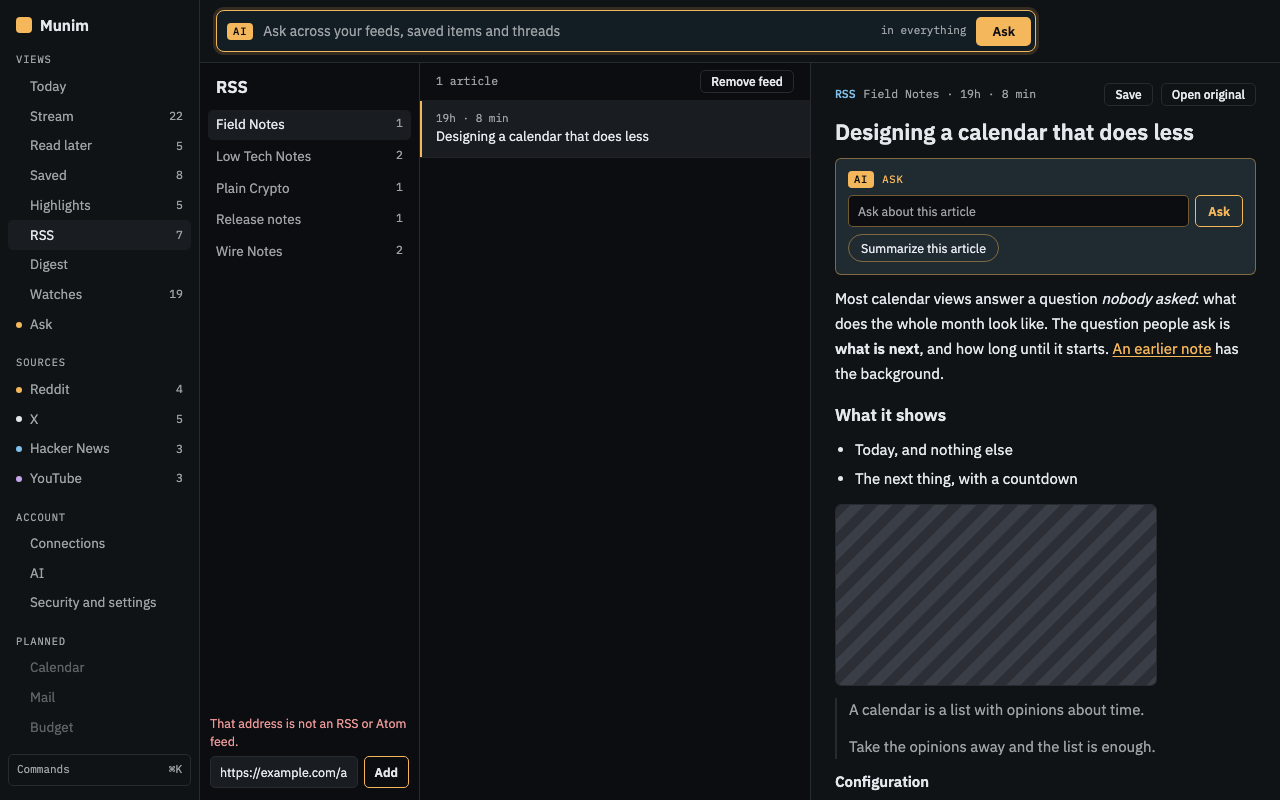 Munim
VIEWS
Today
Stream 22
Read later 5
Saved 8
Highlights 5
RSS 7
Digest
Watches 19
Ask
SOURCES
Reddit 4
X 5
Hacker News 3
YouTube 3
ACCOUNT
Connections
AI
Security and settings
PLANNED
Calendar
Mail
Budget
Commands ⌘K
AI Ask across your feeds, saved items and threads in everything Ask
RSS
Field Notes 1
Low Tech Notes 2
Plain Crypto 1
Release notes 1
Wire Notes 2
That address is not an RSS or Atom
feed.
https://example.com/a Add
1 article Remove feed
19h · 8 min
Designing a calendar that does less
RSS Field Notes · 19h · 8 min Save Open original
Designing a calendar that does less
AI ASK
Ask about this article Ask
Summarize this article
Most calendar views answer a question nobody asked: what
does the whole month look like. The question people ask is
what is next, and how long until it starts. An earlier note has
the background.
What it shows
• Today, and nothing else
• The next thing, with a countdown
A calendar is a list with opinions about time.
Take the opinions away and the list is enough.
Configuration